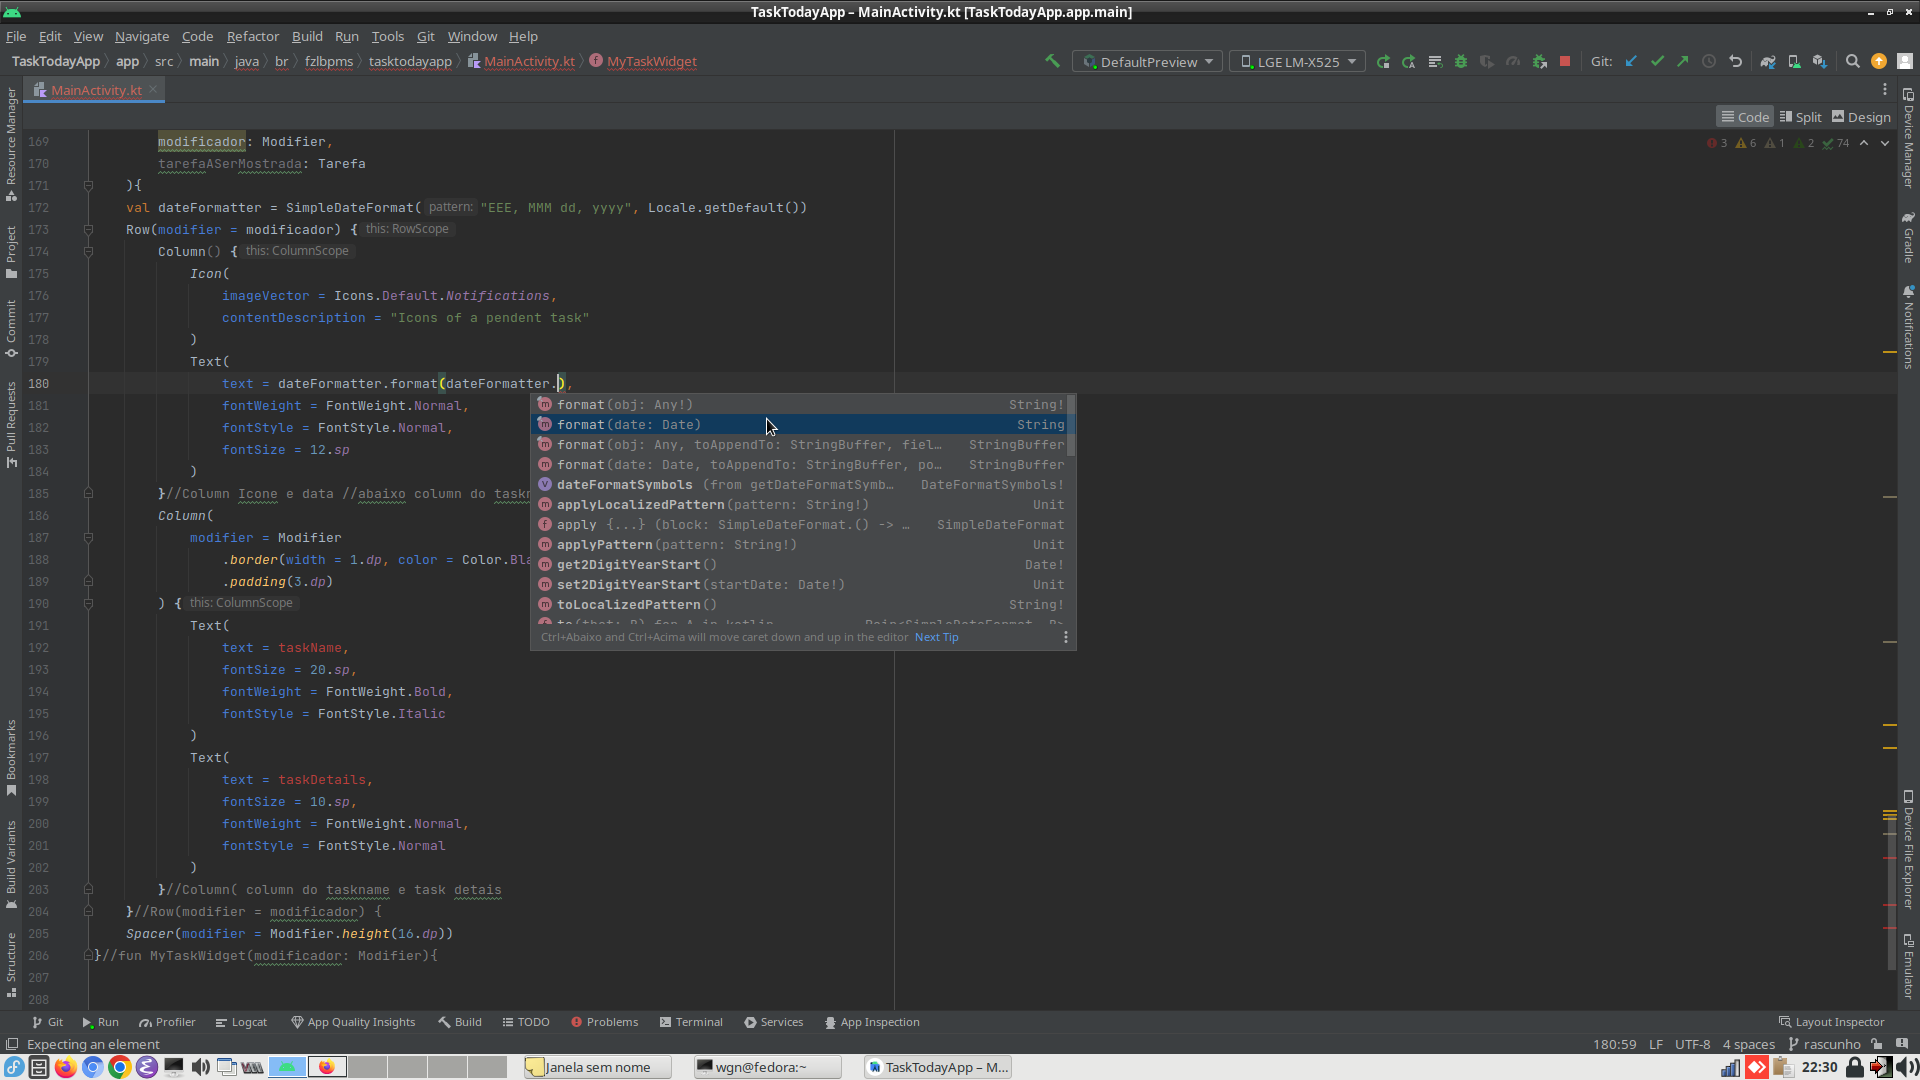 TaskTodayApp – MainActivity.kt [TaskTodayApp.app.main]
File Edit View Navigate Code Refactor Build Run Tools Git Window Help
TaskTodayApp app src main java br fzlbpms tasktodayapp MainActivity.kt MyTaskWidget DefaultPreview LGE LM-X525 Git:
MainActivity.kt
Code Split Design
3 6 1 2 74
169 modificador: Modifier,
170 tarefaASerMostrada: Tarefa
171 ){
172 val dateFormatter = SimpleDateFormat( pattern: "EEE, MMM dd, yyyy", Locale.getDefault())
173 Row(modifier = modificador) { this: RowScope
174 Column() { this: ColumnScope
175 Icon(
176 imageVector = Icons.Default.Notifications,
177 contentDescription = "Icons of a pendent task"
178 )
179 Text(
180 text = dateFormatter.format(dateFormatter.),
181 fontWeight = FontWeight.Normal,
182 fontStyle = FontStyle.Normal,
183 fontSize = 12.sp
184 )
185 }//Column Icone e data //abaixo column do taskn
186 Column(
187 modifier = Modifier
188 .border(width = 1.dp, color = Color.Bla
189 .padding(3.dp)
190 ) { this: ColumnScope
191 Text(
192 text = taskName,
193 fontSize = 20.sp,
194 fontWeight = FontWeight.Bold,
195 fontStyle = FontStyle.Italic
196 )
197 Text(
198 text = taskDetails,
199 fontSize = 10.sp,
200 fontWeight = FontWeight.Normal,
201 fontStyle = FontStyle.Normal
202 )
203 }//Column( column do taskname e task detais
204 }//Row(modifier = modificador) {
205 Spacer(modifier = Modifier.height(16.dp))
206 }//fun MyTaskWidget(modificador: Modifier){
207
208
format(obj: Any!) String!
format(date: Date) String
format(obj: Any, toAppendTo: StringBuffer, fiel… StringBuffer
format(date: Date, toAppendTo: StringBuffer, po… StringBuffer
dateFormatSymbols (from getDateFormatSymb… DateFormatSymbols!
applyLocalizedPattern(pattern: String!) Unit
apply {...} (block: SimpleDateFormat.() -> … SimpleDateFormat
applyPattern(pattern: String!) Unit
get2DigitYearStart() Date!
set2DigitYearStart(startDate: Date!) Unit
toLocalizedPattern() String!
Ctrl+Abaixo and Ctrl+Acima will move caret down and up in the editor Next Tip
Resource Manager
Project
Commit
Pull Requests
Bookmarks
Build Variants
Structure
Device Manager
Gradle
Notifications
Device File Explorer
Emulator
Git Run Profiler Logcat App Quality Insights Build TODO Problems Terminal Services App Inspection Layout Inspector
Expecting an element 180:59 LF UTF-8 4 spaces rascunho
Janela sem nome wgn@fedora:~ TaskTodayApp – M... 22:30